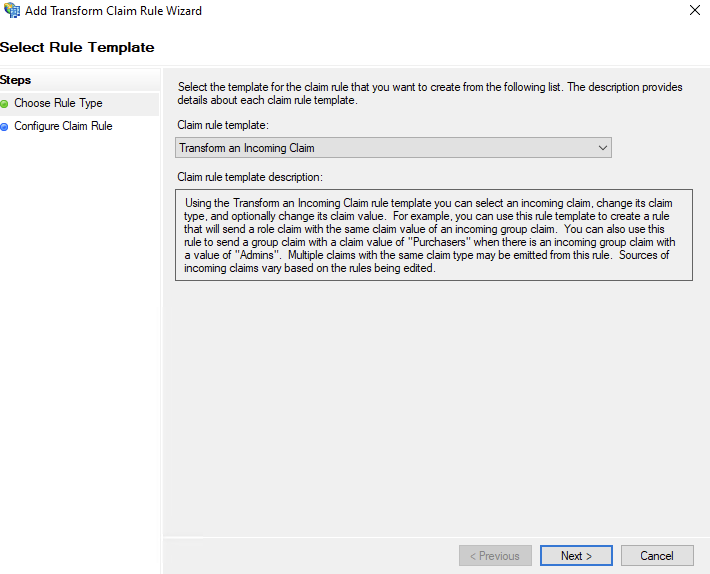 Add Transform Claim Rule Wizard
Select Rule Template
Steps
Choose Rule Type
Configure Claim Rule
Select the template for the claim rule that you want to create from the following list. The description provides
details about each claim rule template.
Claim rule template:
Transform an Incoming Claim
Claim rule template description:
Using the Transform an Incoming Claim rule template you can select an incoming claim, change its claim
type, and optionally change its claim value.  For example, you can use this rule template to create a rule
that will send a role claim with the same claim value of an incoming group claim.  You can also use this
rule to send a group claim with a claim value of "Purchasers" when there is an incoming group claim with
a value of "Admins".  Multiple claims with the same claim type may be emitted from this rule.  Sources of
incoming claims vary based on the rules being edited.
< Previous
Next >
Cancel